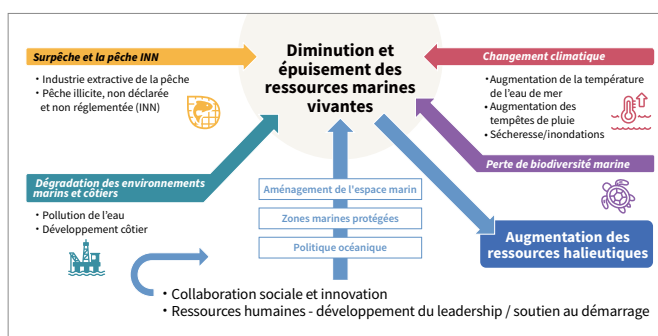 Surpêche et la pêche INN
• Industrie extractive de la pêche
• Pêche illicite, non déclarée
et non réglementée (INN)
Diminution et
épuisement des
ressources marines
vivantes
Changement climatique
•Augmentation de la température
de l'eau de mer
•Augmentation des
tempêtes de pluie
•Sécheresse/inondations
Dégradation des environnements
marins et côtiers
• Pollution de l'eau
• Développement côtier
Aménagement de l'espace marin
Zones marines protégées
Politique océanique
Perte de biodiversité marine
Augmentation des
ressources halieutiques
• Collaboration sociale et innovation
• Ressources humaines - développement du leadership / soutien au démarrage